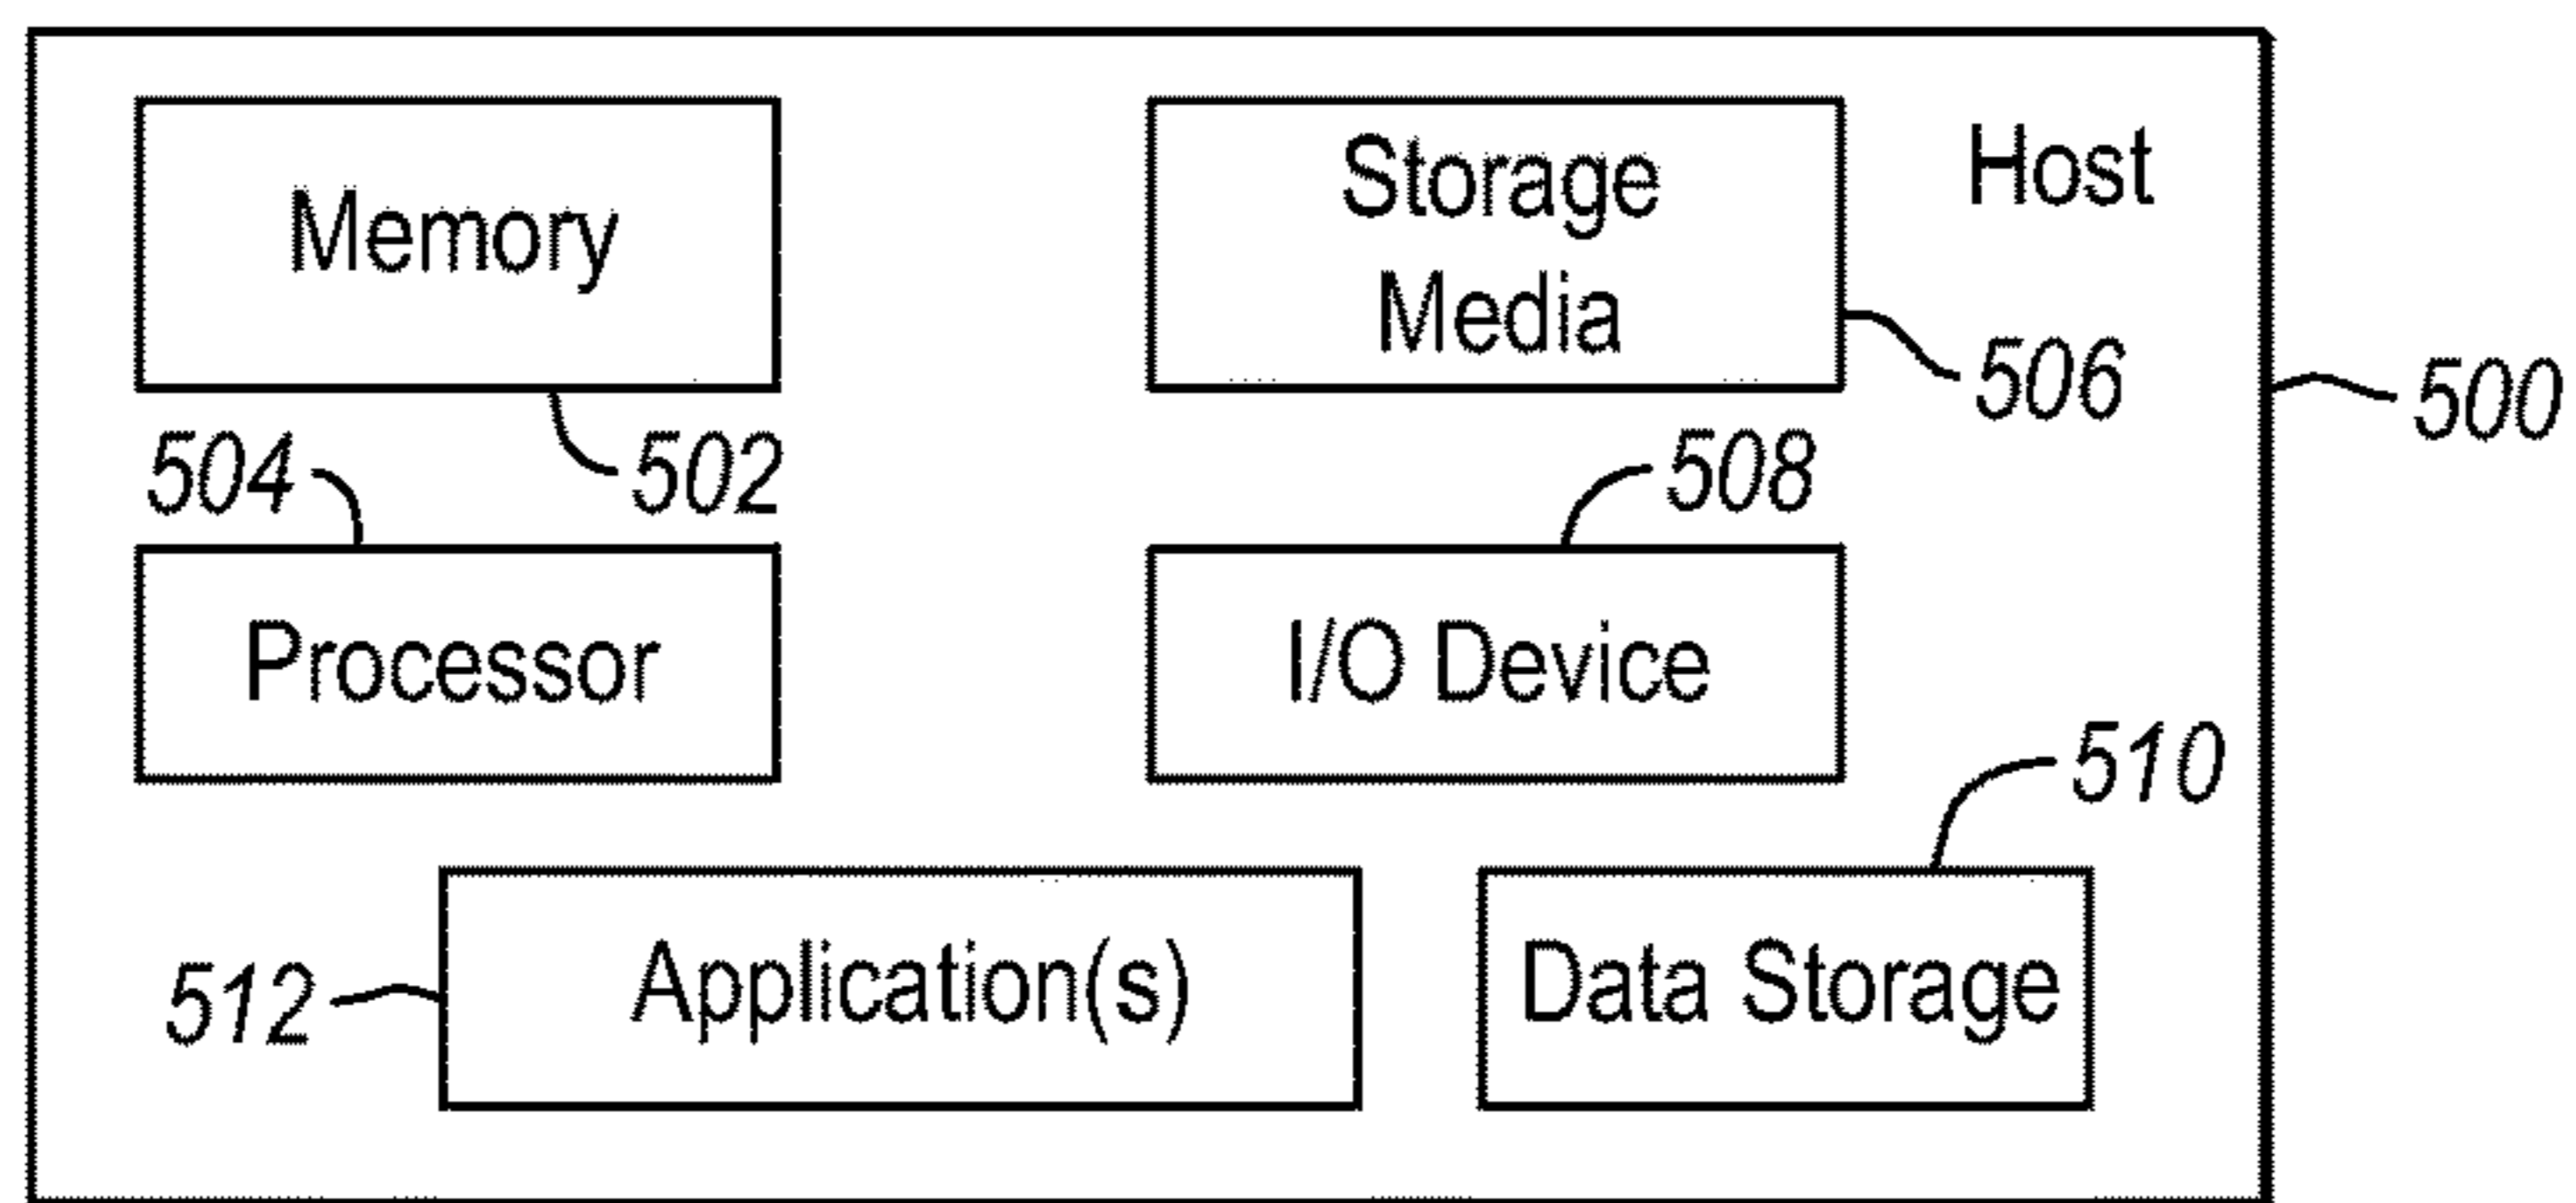 Memory
Storage
Media
Host
506
500
504
502
508
Processor
I/O Device
510
512
Application(s)
Data Storage